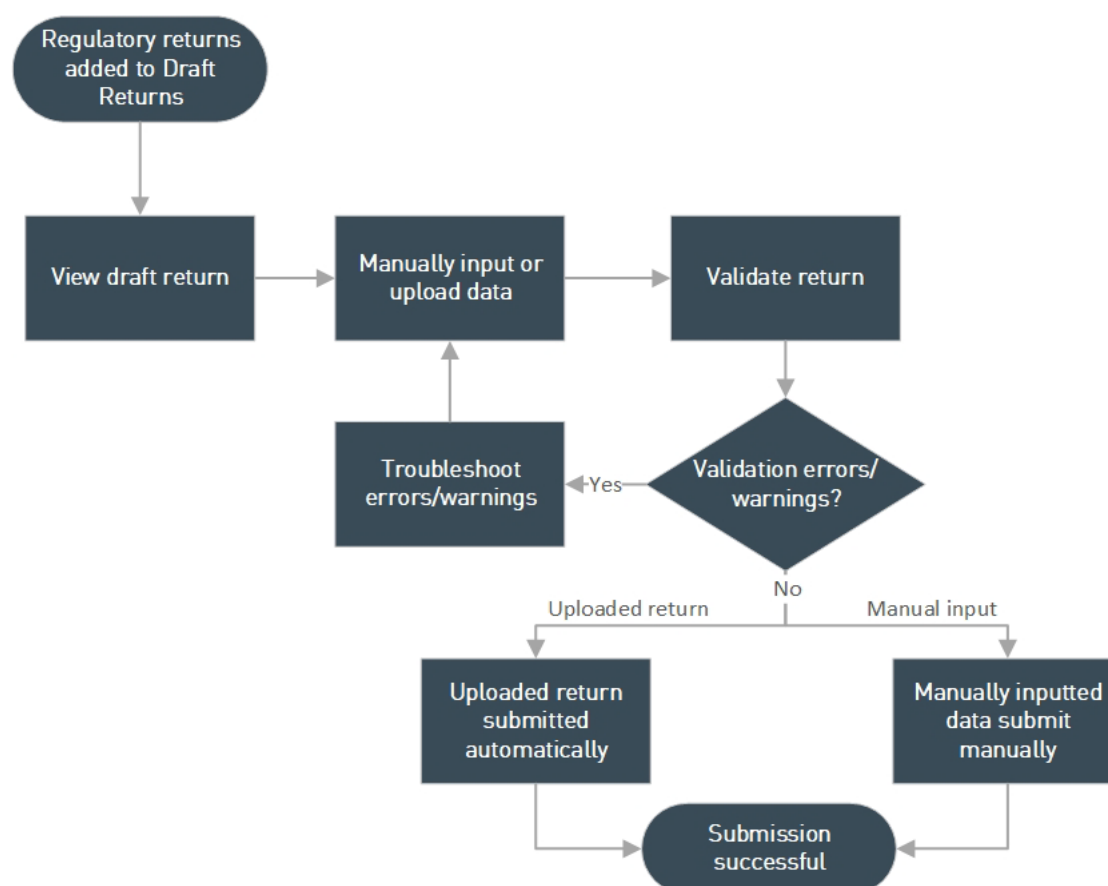 Regulatory returns
added to Draft
Returns
View draft return
Manually input or
upload data
Validate return
Troubleshoot
errors/warnings
Yes
Validation errors/
warnings?
No
Uploaded return
Manual input
Uploaded return
submitted
automatically
Manually inputted
data submit
manually
Submission
successful